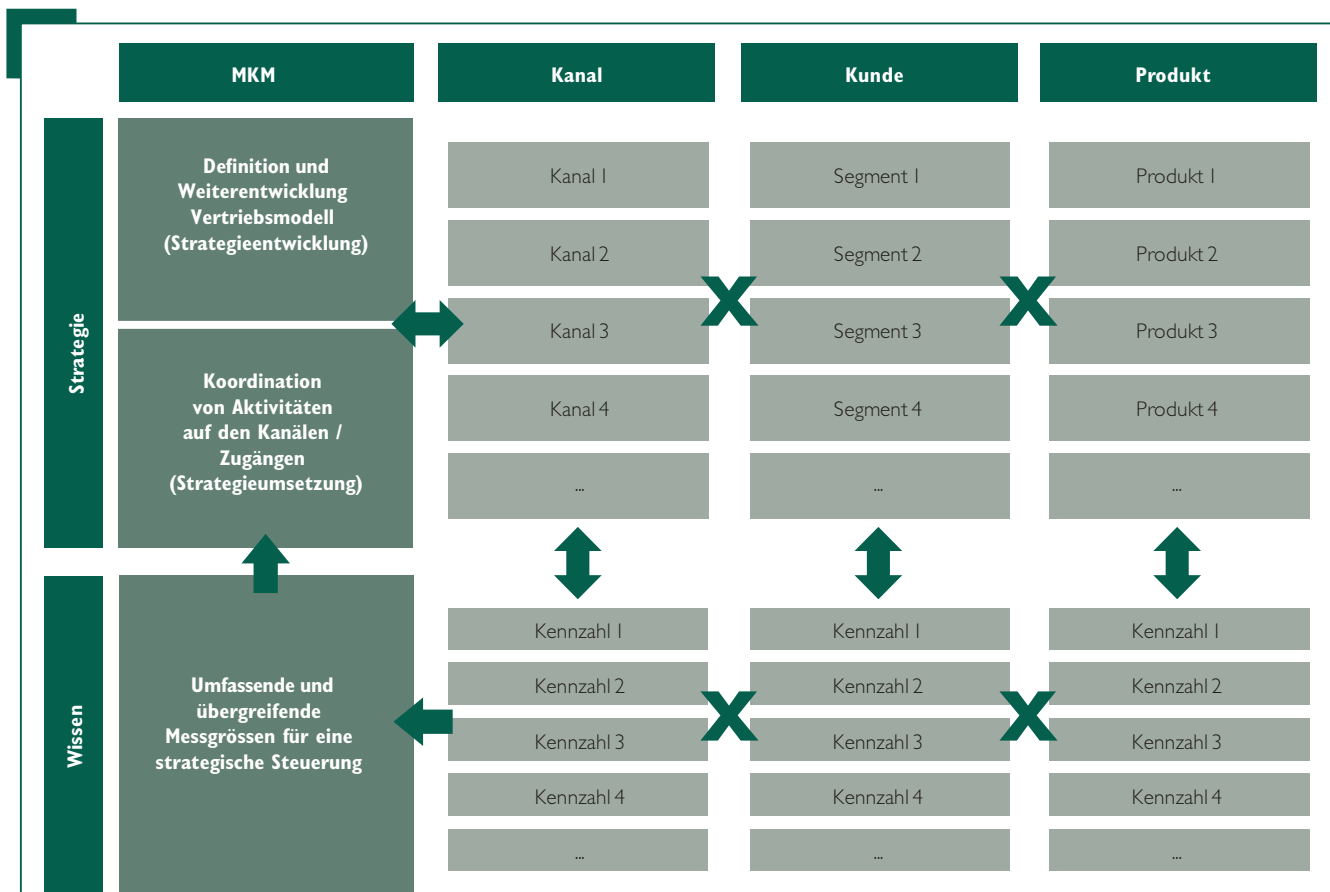 MKM
Kanal
Kunde
Produkt
Strategie
Definition und
Weiterentwicklung
Vertriebsmodell
(Strategieentwicklung)
Koordination
von Aktivitäten
auf den Kanälen /
Zugängen
(Strategieumsetzung)
Kanal 1
Segment 1
Produkt 1
Kanal 2
Segment 2
Produkt 2
X
X
Kanal 3
Segment 3
Produkt 3
Kanal 4
Segment 4
Produkt 4
...
...
...
Wissen
Umfassende und
übergreifende
Messgrössen für eine
strategische Steuerung
Kennzahl 1
Kennzahl 1
Kennzahl 1
Kennzahl 2
Kennzahl 2
Kennzahl 2
X
X
Kennzahl 3
Kennzahl 3
Kennzahl 3
Kennzahl 4
Kennzahl 4
Kennzahl 4
...
...
...